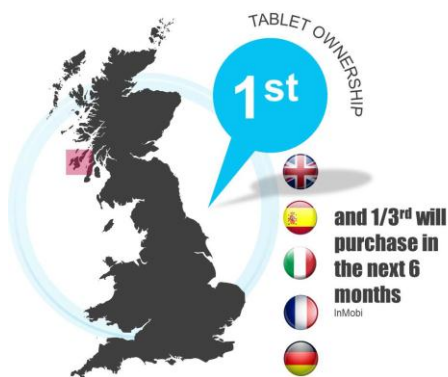 TABLET OWNERSHIP
1st
and 1/3rd will
purchase in
the next 6
months
InMobi